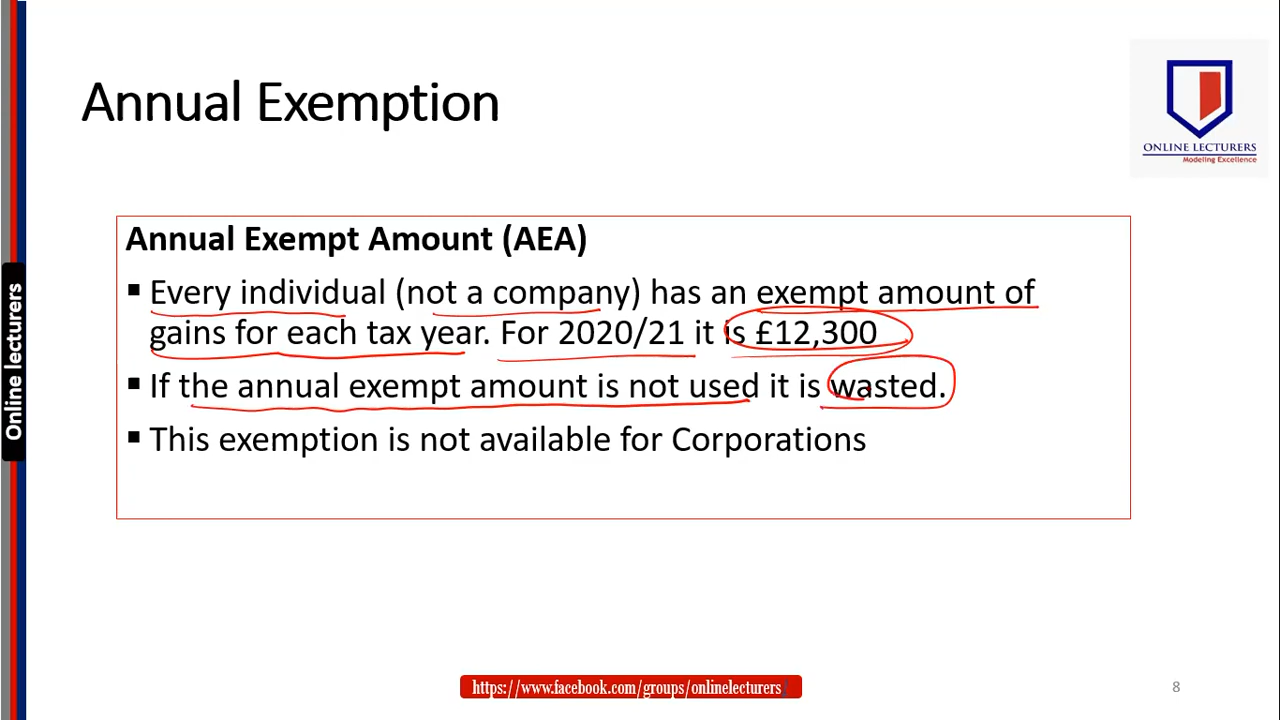 Annual Exemption
ONLINE LECTURERS
Modeling Excellence
Annual Exempt Amount (AEA)
▪ Every individual (not a company) has an exempt amount of
gains for each tax year. For 2020/21 it is £12,300
▪ If the annual exempt amount is not used it is wasted.
▪ This exemption is not available for Corporations
Online lecturers
https://www.facebook.com/groups/onlinelecturers/
8